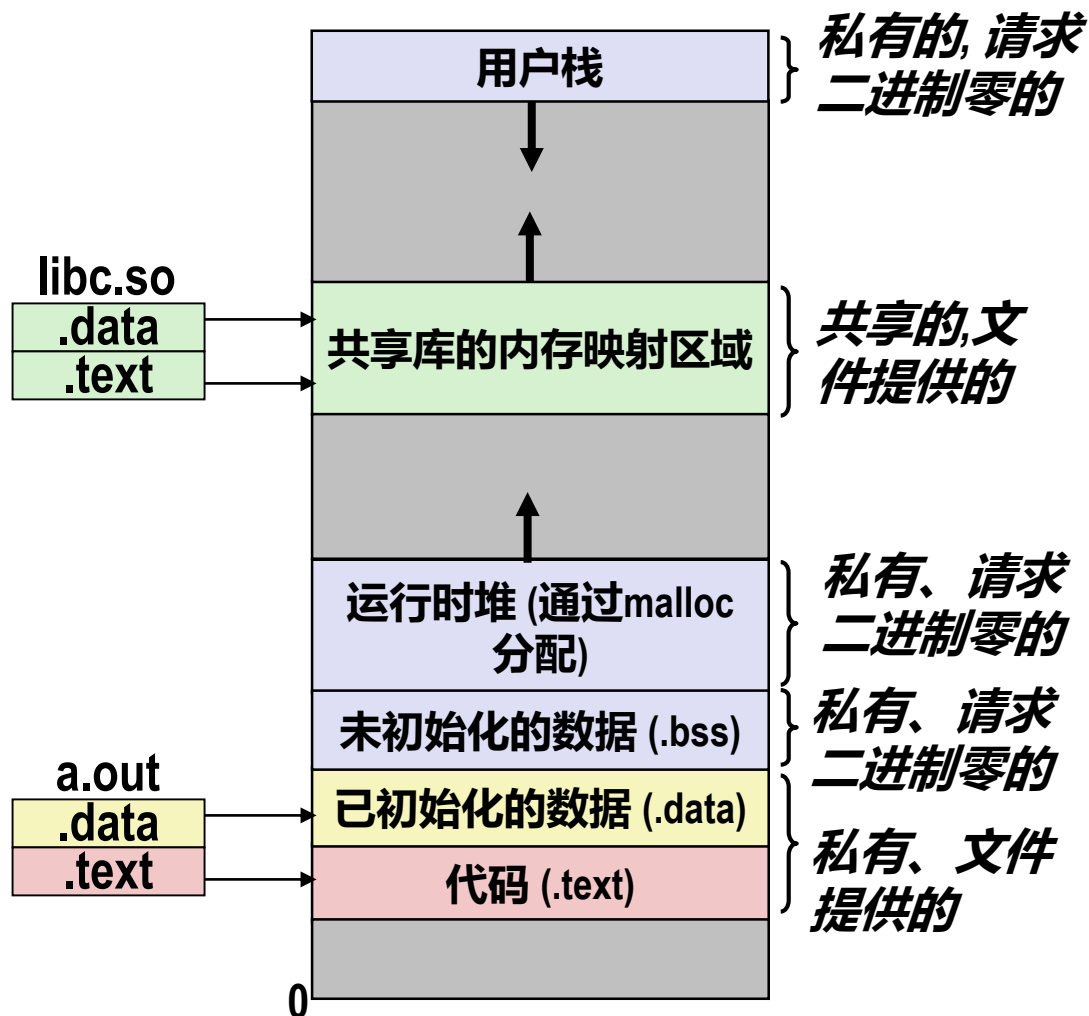 用户栈
私有的, 请求
二进制零的
libc.so
.data
.text
共享库的内存映射区域
共享的,文
件提供的
运行时堆 (通过malloc
分配)
私有、请求
二进制零的
未初始化的数据 (.bss)
私有、请求
二进制零的
a.out
.data
.text
已初始化的数据 (.data)
代码 (.text)
私有、文件
提供的
0